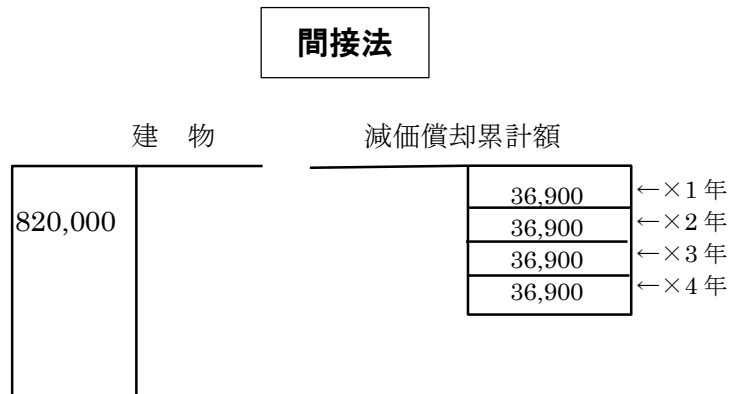 間接法
建　物
減価償却累計額
820,000
36,900
←×1年
36,900
←×2年
36,900
←×3年
36,900
←×4年